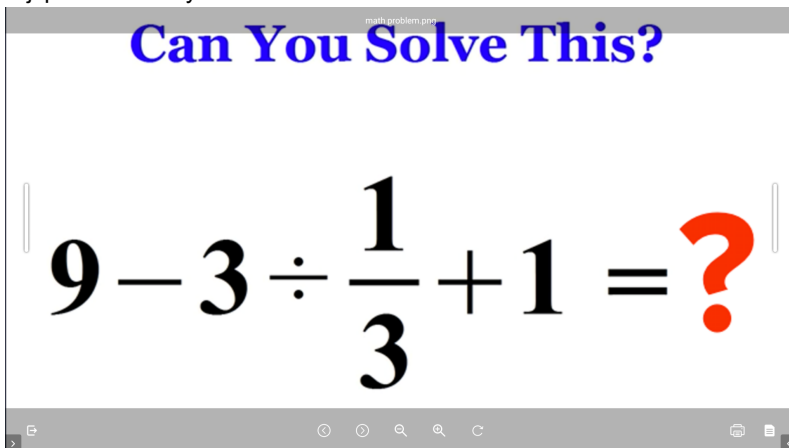 math problem.png
Can You Solve This?
9 − 3 ÷ 1/3 + 1 = ?